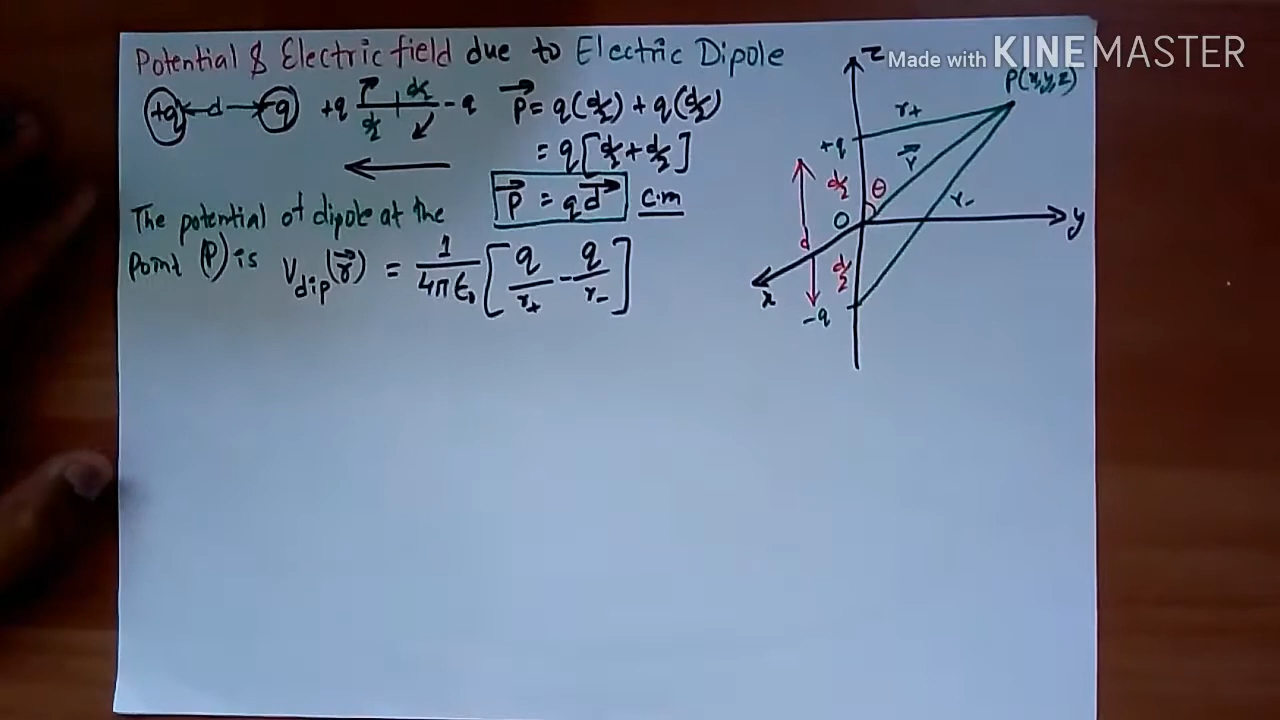 Potential & Electric field due to Electric Dipole
Made with KINEMASTER
+q d -q +q d/2 d/2 -q p⃗ = q(d/2) + q(d/2)
= q[d/2 + d/2]
p⃗ = qd⃗ c.m
The potential of dipole at the
point (P) is V_dip(r⃗) = 1/4πε₀ [q/r₊ - q/r₋]
z
P(x,y,z)
r₊
+q
r⃗
d/2 θ
r₋
O
y
d
d/2
x
-q